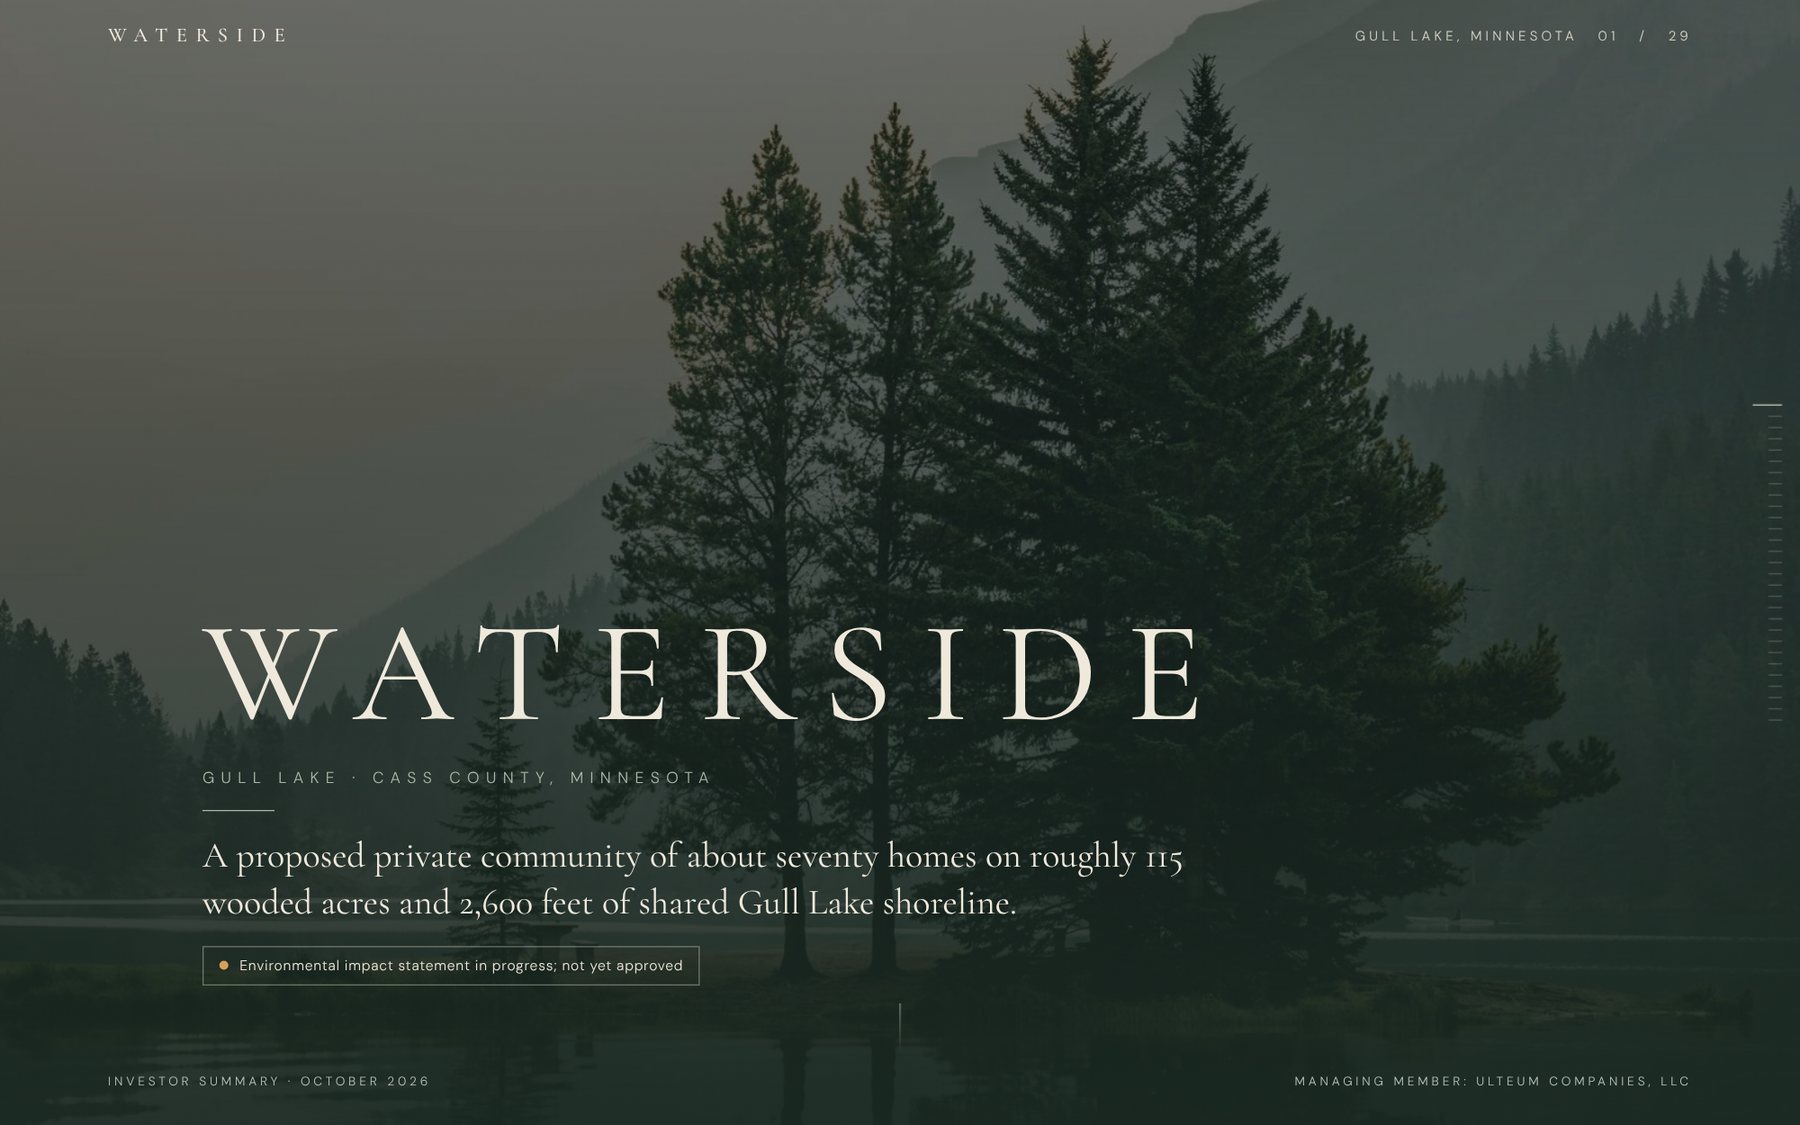 WATERSIDE
GULL LAKE, MINNESOTA 01 / 29
WATERSIDE
GULL LAKE · CASS COUNTY, MINNESOTA
A proposed private community of about seventy homes on roughly 115
wooded acres and 2,600 feet of shared Gull Lake shoreline.
Environmental impact statement in progress; not yet approved
INVESTOR SUMMARY · OCTOBER 2026
MANAGING MEMBER: ULTEUM COMPANIES, LLC